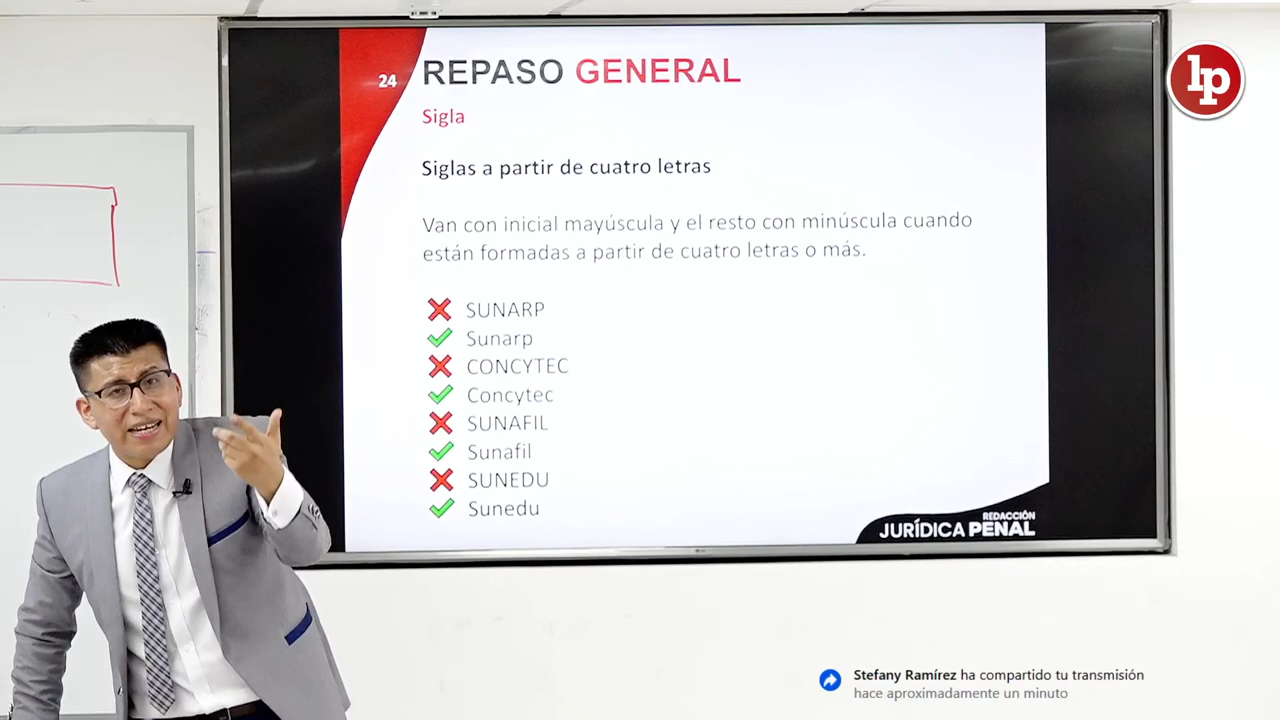 24
REPASO GENERAL
Sigla
Siglas a partir de cuatro letras
Van con inicial mayúscula y el resto con minúscula cuando
están formadas a partir de cuatro letras o más.
SUNARP
Sunarp
CONCYTEC
Concytec
SUNAFIL
Sunafil
SUNEDU
Sunedu
REDACCIÓN
JURÍDICA PENAL
lp
Stefany Ramírez ha compartido tu transmisión
hace aproximadamente un minuto